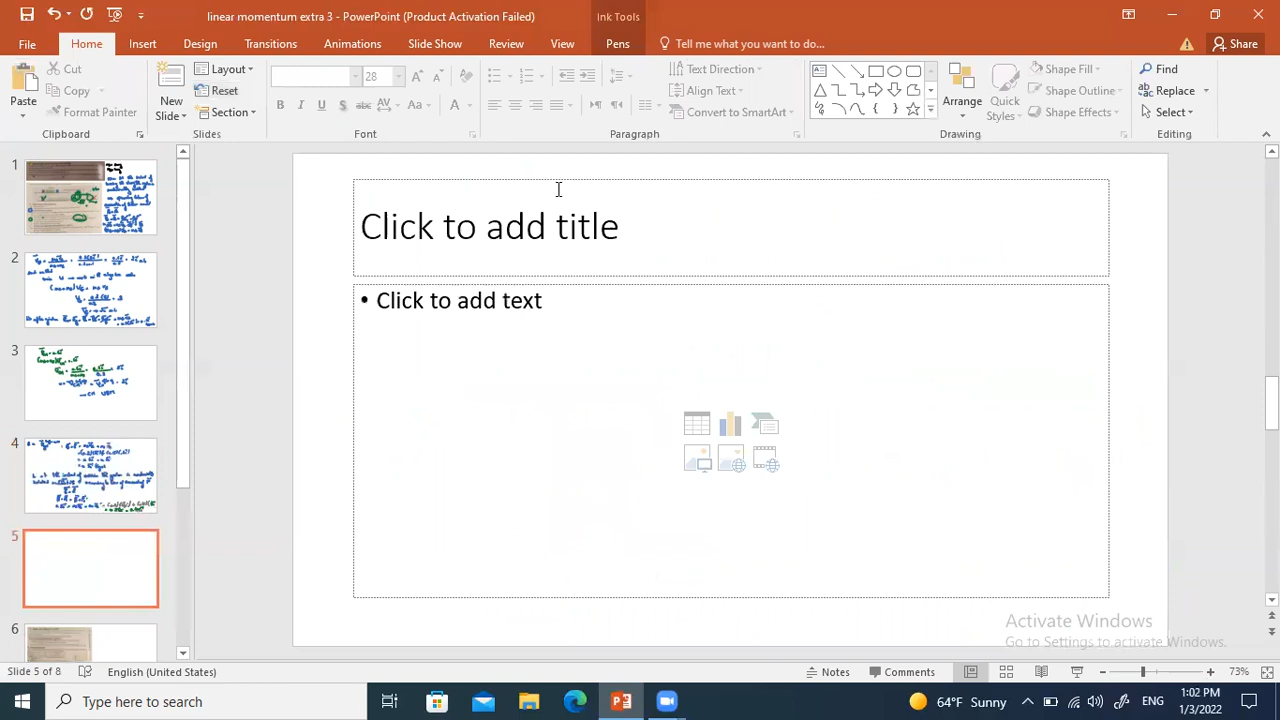 linear momentum extra 3 - PowerPoint (Product Activation Failed)
Ink Tools
File
Home
Insert
Design
Transitions
Animations
Slide Show
Review
View
Pens
Tell me what you want to do...
Share
Paste
Cut
Copy
Format Painter
Clipboard
New
Slide
Layout
Reset
Section
Slides
28
B I U S abc AV Aa A
Font
Text Direction
Align Text
Convert to SmartArt
Paragraph
Arrange
Quick
Styles
Shape Fill
Shape Outline
Shape Effects
Drawing
Find
Replace
Select
Editing
1
2
3
4
5
6
Click to add title
• Click to add text
Activate Windows
Go to Settings to activate Windows.
Slide 5 of 8
English (United States)
Notes
Comments
73%
Type here to search
64°F Sunny
ENG
1:02 PM
1/3/2022